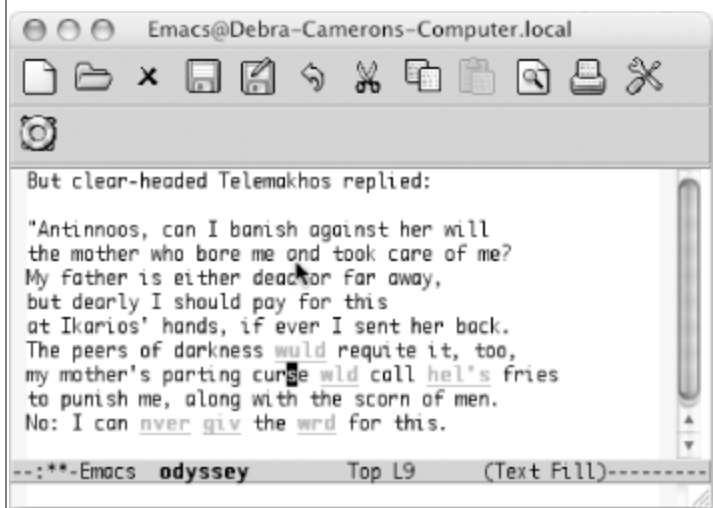 Emacs@Debra-Camerons-Computer.local
But clear-headed Telemakhos replied:
"Antinnoos, can I banish against her will
the mother who bore me and took care of me?
My father is either dead or far away,
but dearly I should pay for this
at Ikarios' hands, if ever I sent her back.
The peers of darkness wuld requite it, too,
my mother's parting curse wld call hel's fries
to punish me, along with the scorn of men.
No: I can nver giv the wrd for this.
--:**-Emacs odyssey Top L9 (Text Fill)---------